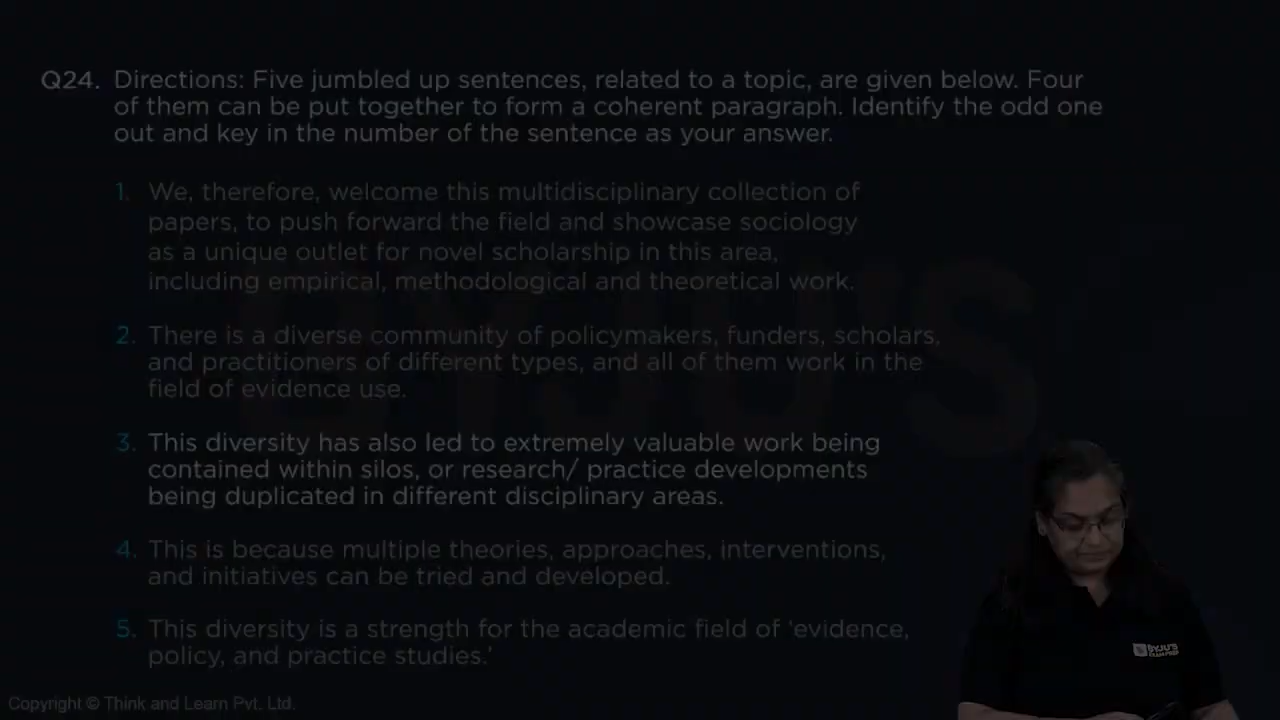 Q24. Directions: Five jumbled up sentences, related to a topic, are given below. Four
of them can be put together to form a coherent paragraph. Identify the odd one
out and key in the number of the sentence as your answer.
1. We, therefore, welcome this multidisciplinary collection of
papers, to push forward the field and showcase sociology
as a unique outlet for novel scholarship in this area,
including empirical, methodological and theoretical work.
2. There is a diverse community of policymakers, funders, scholars,
and practitioners of different types, and all of them work in the
field of evidence use.
3. This diversity has also led to extremely valuable work being
contained within silos, or research/ practice developments
being duplicated in different disciplinary areas.
4. This is because multiple theories, approaches, interventions,
and initiatives can be tried and developed.
5. This diversity is a strength for the academic field of 'evidence,
policy, and practice studies.'
BYJU'S
BYJU'S
EXAM PREP
Copyright © Think and Learn Pvt. Ltd.